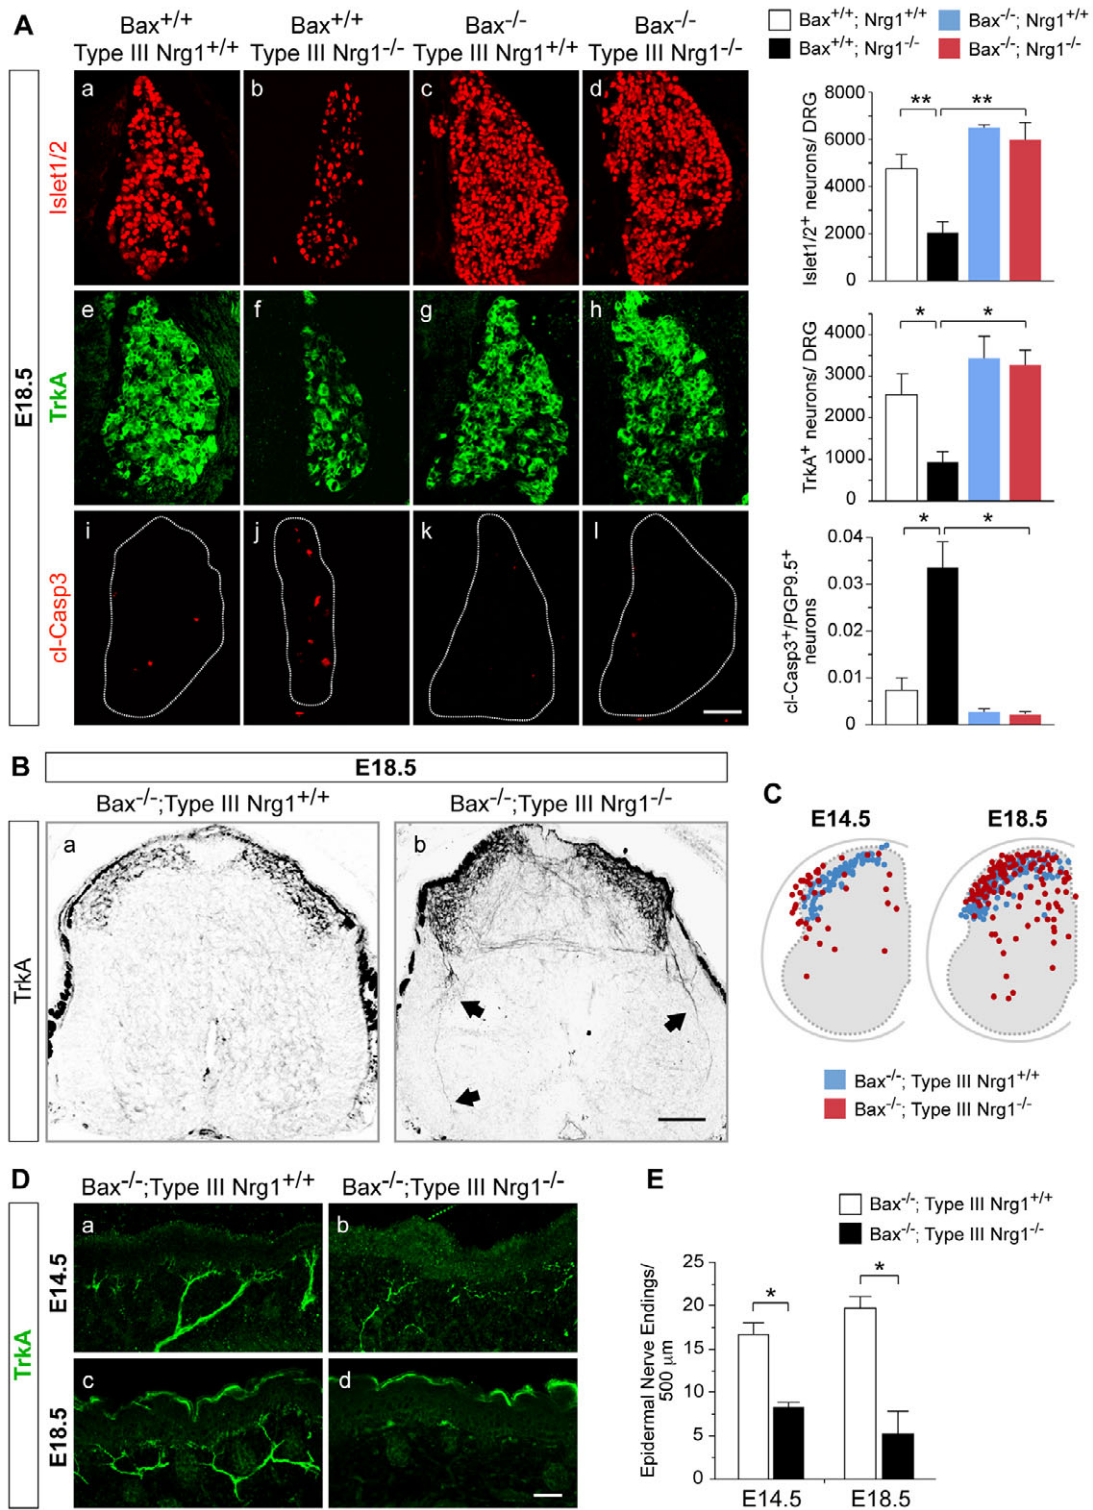 A
Bax+/+ Type III Nrg1+/+
Bax+/+ Type III Nrg1-/-
Bax-/- Type III Nrg1+/+
Bax-/- Type III Nrg1-/-
Bax+/+; Nrg1+/+
Bax-/-; Nrg1+/+
Bax+/+; Nrg1-/-
Bax-/-; Nrg1-/-
E18.5
Islet1/2
a
b
c
d
Islet1/2+ neurons/ DRG
8000
6000
4000
2000
0
**
**
TrkA
e
f
g
h
TrkA+ neurons/ DRG
4000
3000
2000
1000
0
*
*
cl-Casp3
i
j
k
l
cl-Casp3+/PGP9.5+
neurons
0.04
0.03
0.02
0.01
0
*
*
B
E18.5
Bax-/-;Type III Nrg1+/+
Bax-/-;Type III Nrg1-/-
TrkA
a
b
C
E14.5
E18.5
Bax-/-; Type III Nrg1+/+
Bax-/-; Type III Nrg1-/-
D
Bax-/-;Type III Nrg1+/+
Bax-/-;Type III Nrg1-/-
TrkA
E14.5
a
b
E18.5
c
d
E
Bax-/-; Type III Nrg1+/+
Bax-/-; Type III Nrg1-/-
Epidermal Nerve Endings/
500 µm
25
20
15
10
5
0
*
*
E14.5
E18.5